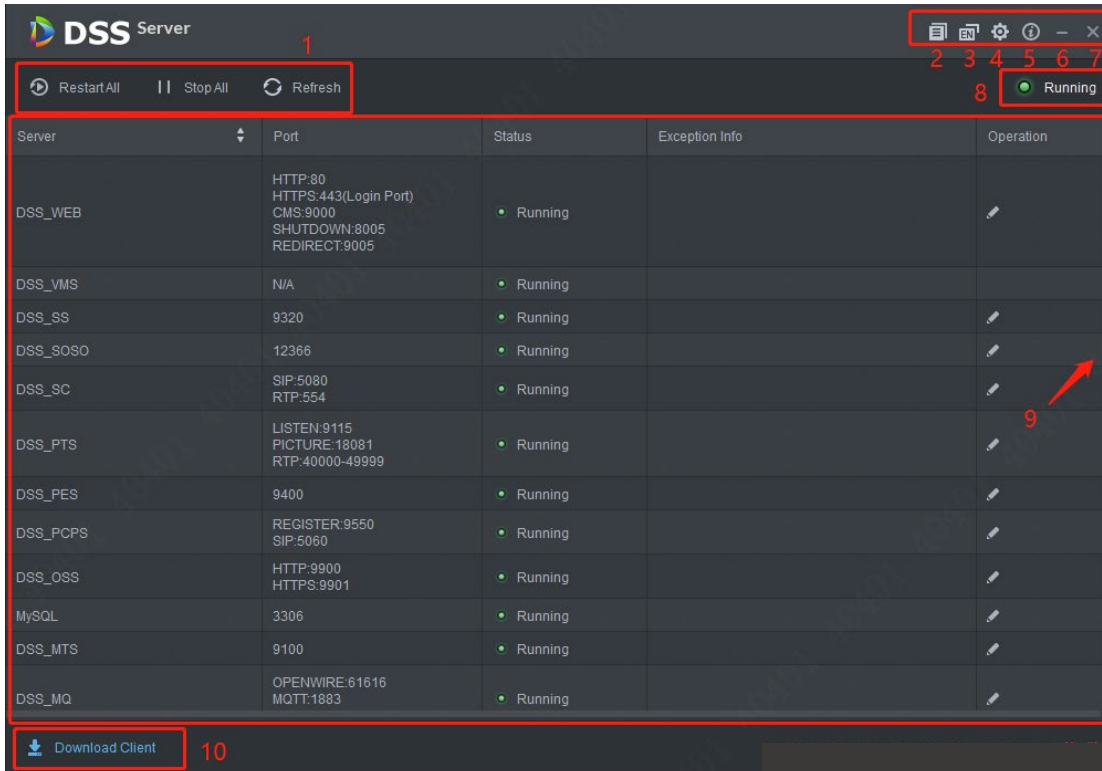 DSS Server
1
EN
2 3 4 5 6 7
Restart All Stop All Refresh
8
Running
Server Port Status Exception Info Operation
HTTP:80
HTTPS:443(Login Port)
DSS_WEB CMS:9000 Running
SHUTDOWN:8005
REDIRECT:9005
DSS_VMS N/A Running
DSS_SS 9320 Running
DSS_SOSO 12366 Running
DSS_SC SIP:5080 Running
RTP:554
9
LISTEN:9115
DSS_PTS PICTURE:18081 Running
RTP:40000-49999
DSS_PES 9400 Running
DSS_PCPS REGISTER:9550 Running
SIP:5060
DSS_OSS HTTP:9900 Running
HTTPS:9901
MySQL 3306 Running
DSS_MTS 9100 Running
OPENWIRE:61616
DSS_MQ MQTT:1883 Running
Download Client
10